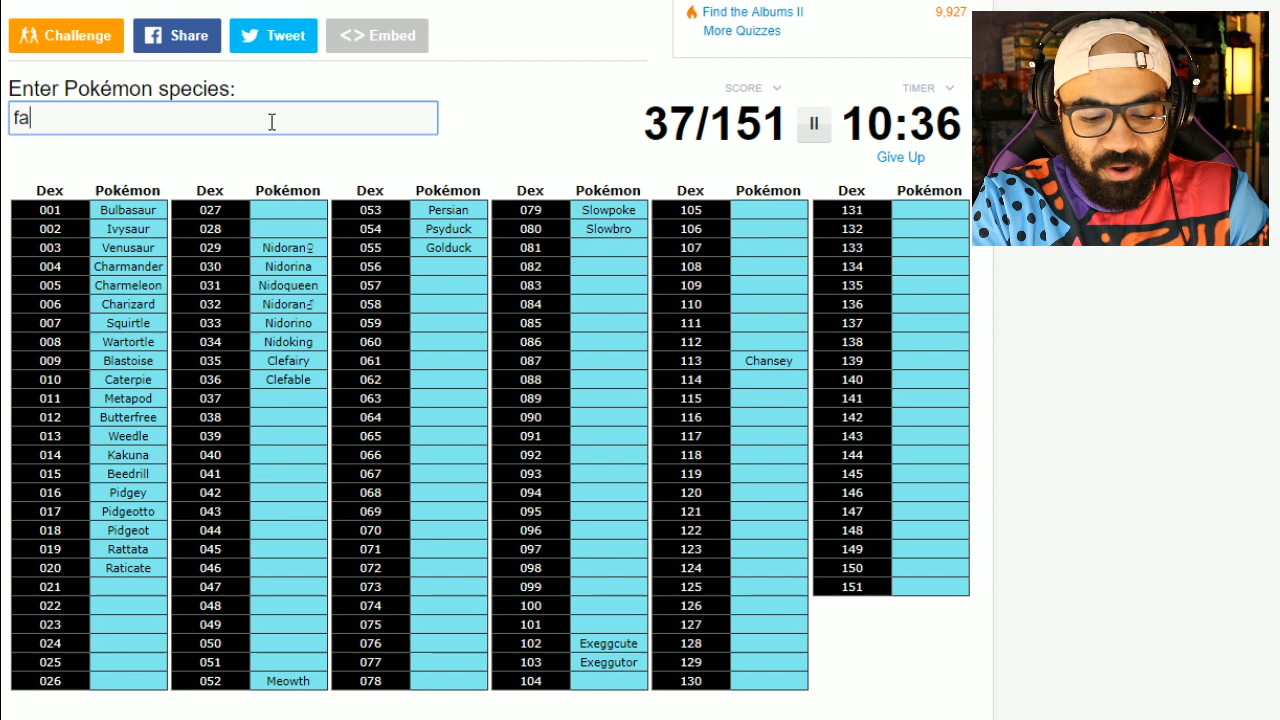 Challenge
Share
Tweet
<> Embed
Find the Albums II 9,927
More Quizzes
Enter Pokémon species:
fa
SCORE
37/151
TIMER
10:36
Give Up
Dex Pokémon Dex Pokémon Dex Pokémon Dex Pokémon Dex Pokémon Dex Pokémon
001 Bulbasaur 027 053 Persian 079 Slowpoke 105 131
002 Ivysaur 028 054 Psyduck 080 Slowbro 106 132
003 Venusaur 029 Nidoran♀ 055 Golduck 081 107 133
004 Charmander 030 Nidorina 056 082 108 134
005 Charmeleon 031 Nidoqueen 057 083 109 135
006 Charizard 032 Nidoran♂ 058 084 110 136
007 Squirtle 033 Nidorino 059 085 111 137
008 Wartortle 034 Nidoking 060 086 112 138
009 Blastoise 035 Clefairy 061 087 113 Chansey 139
010 Caterpie 036 Clefable 062 088 114 140
011 Metapod 037 063 089 115 141
012 Butterfree 038 064 090 116 142
013 Weedle 039 065 091 117 143
014 Kakuna 040 066 092 118 144
015 Beedrill 041 067 093 119 145
016 Pidgey 042 068 094 120 146
017 Pidgeotto 043 069 095 121 147
018 Pidgeot 044 070 096 122 148
019 Rattata 045 071 097 123 149
020 Raticate 046 072 098 124 150
021 047 073 099 125 151
022 048 074 100 126
023 049 075 101 127
024 050 076 102 Exeggcute 128
025 051 077 103 Exeggutor 129
026 052 Meowth 078 104 130